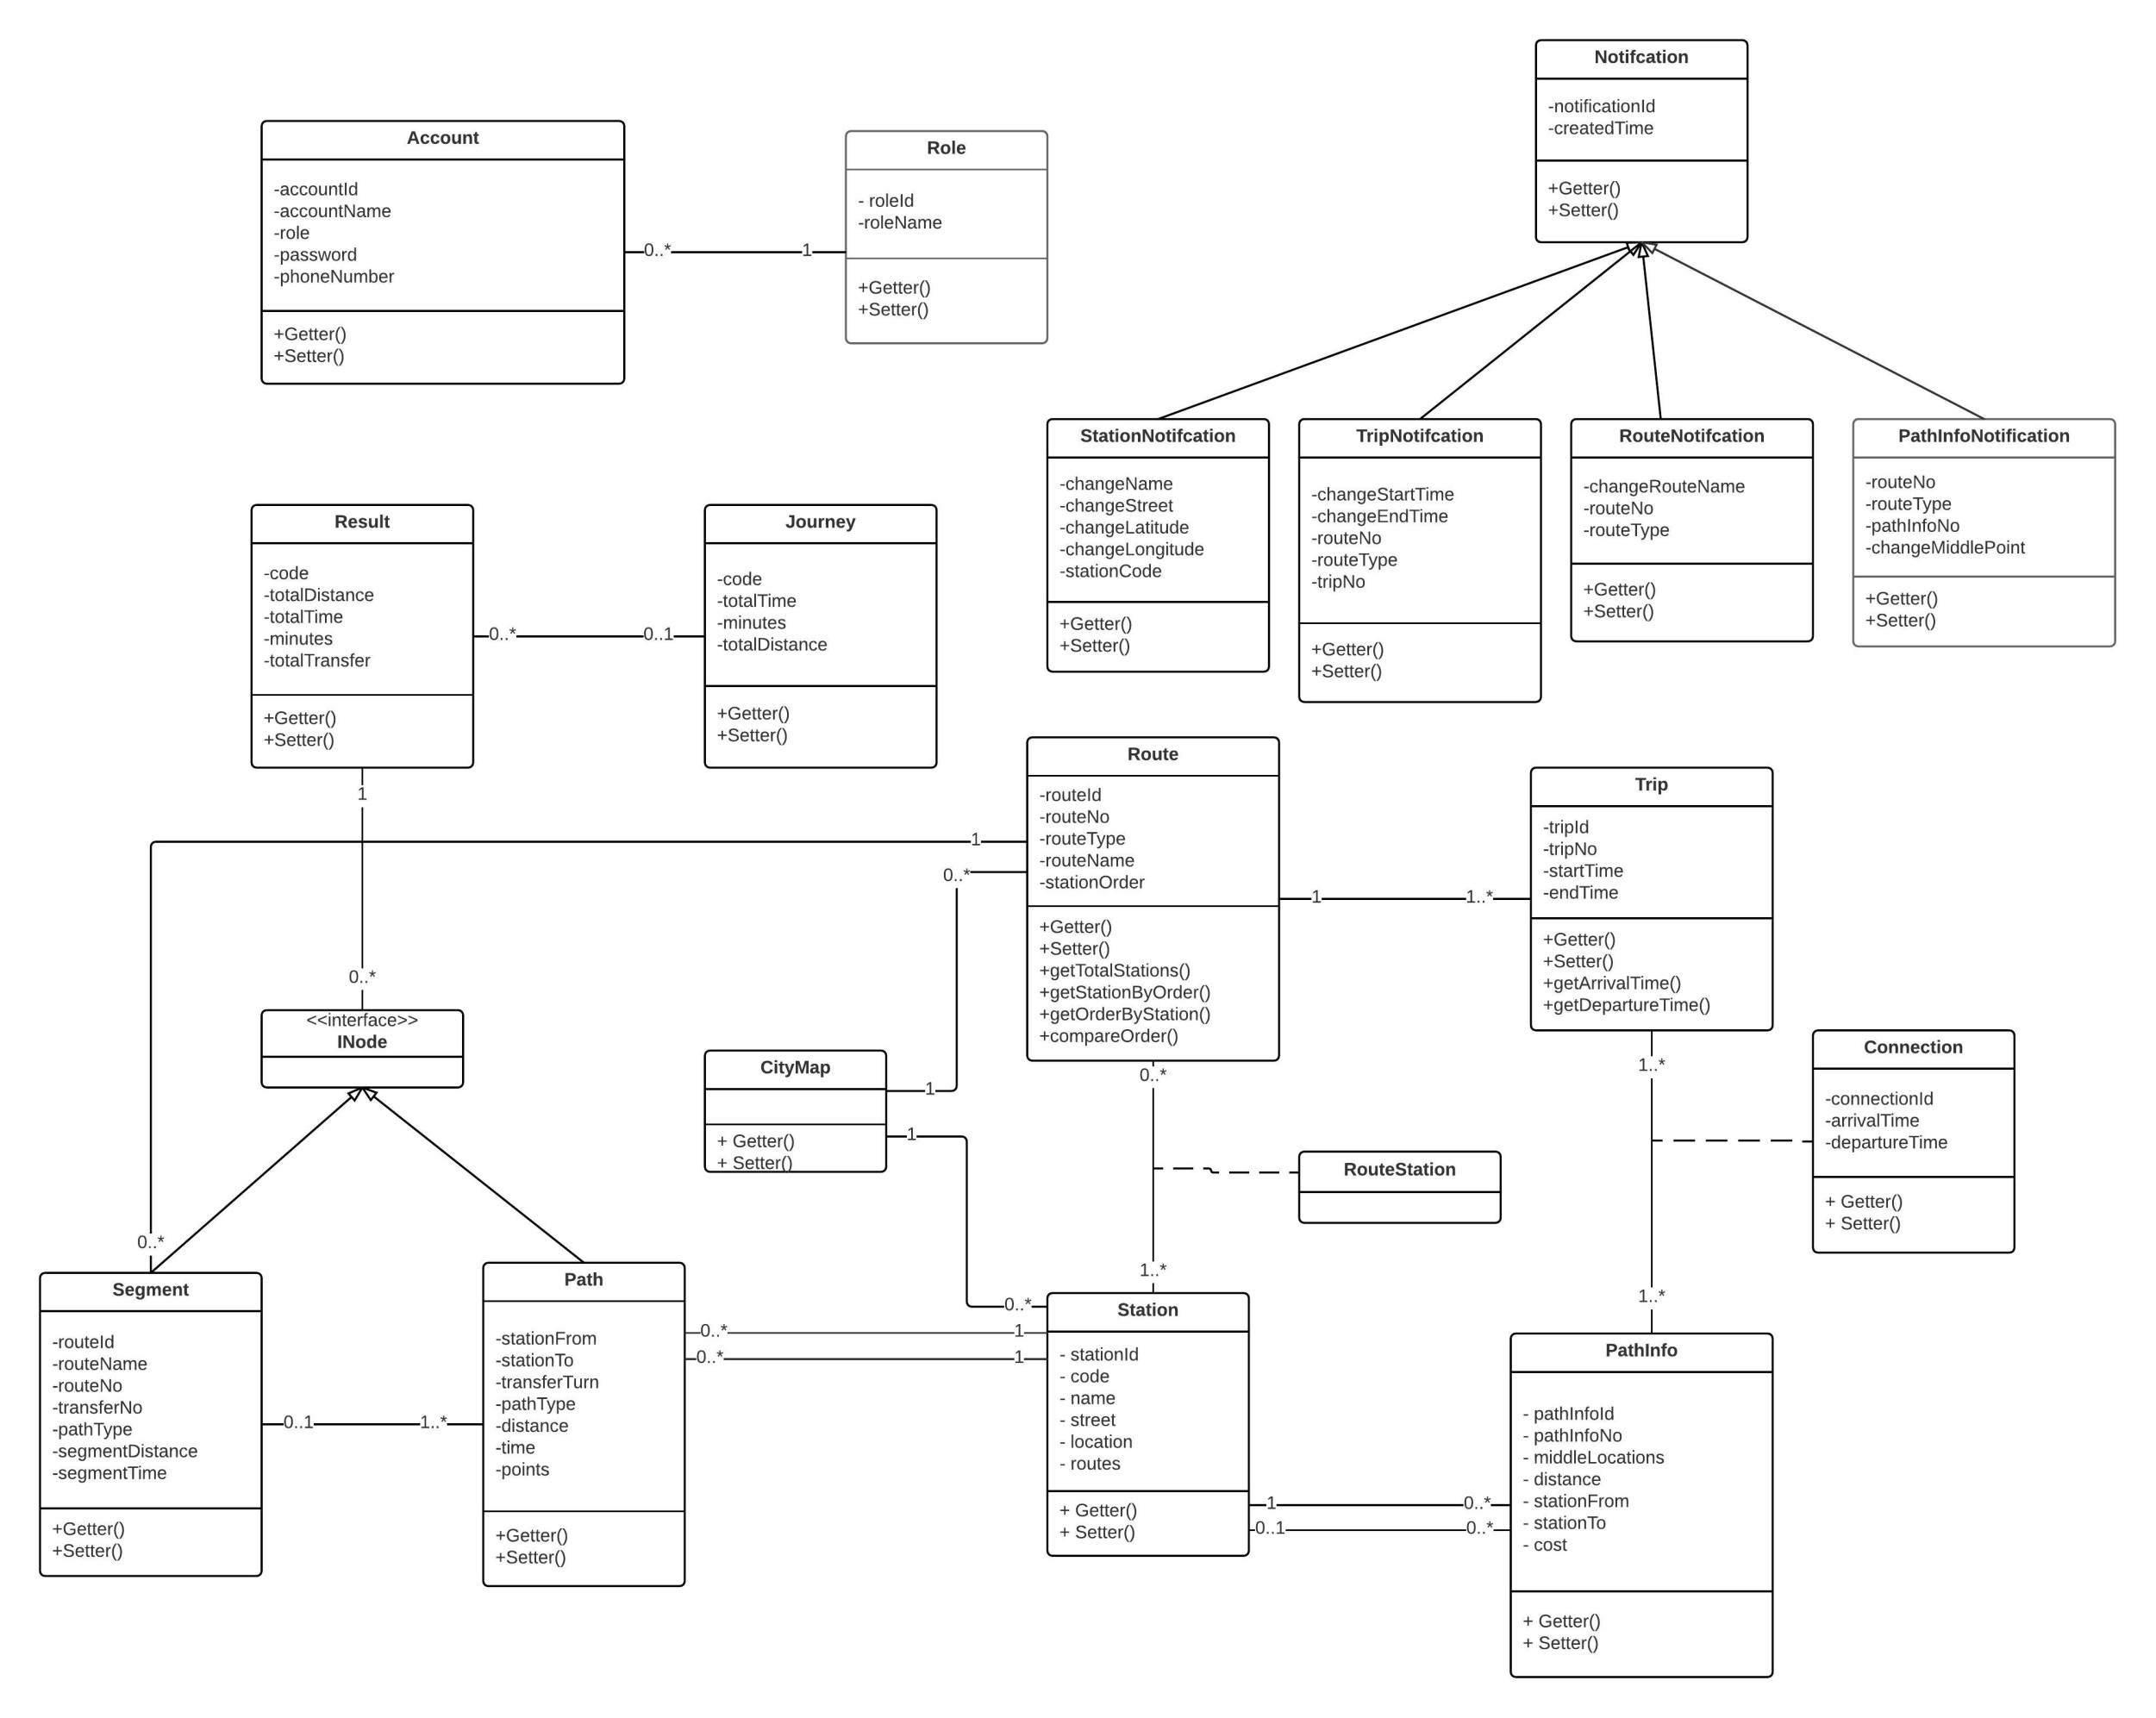 Notifcation
-notificationId
-createdTime
+Getter()
+Setter()
Account
-accountId
-accountName
-role
-password
-phoneNumber
+Getter()
+Setter()
0..*
1
Role
- roleId
-roleName
+Getter()
+Setter()
StationNotifcation
-changeName
-changeStreet
-changeLatitude
-changeLongitude
-stationCode
+Getter()
+Setter()
TripNotifcation
-changeStartTime
-changeEndTime
-routeNo
-routeType
-tripNo
+Getter()
+Setter()
RouteNotifcation
-changeRouteName
-routeNo
-routeType
+Getter()
+Setter()
PathInfoNotification
-routeNo
-routeType
-pathInfoNo
-changeMiddlePoint
+Getter()
+Setter()
Result
-code
-totalDistance
-totalTime
-minutes
-totalTransfer
+Getter()
+Setter()
0..*
0..1
Journey
-code
-totalTime
-minutes
-totalDistance
+Getter()
+Setter()
1
0..*
1
0..*
Route
-routeId
-routeNo
-routeType
-routeName
-stationOrder
+Getter()
+Setter()
+getTotalStations()
+getStationByOrder()
+getOrderByStation()
+compareOrder()
1
1..*
Trip
-tripId
-tripNo
-startTime
-endTime
+Getter()
+Setter()
+getArrivalTime()
+getDepartureTime()
<<interface>>
INode
CityMap
+ Getter()
+ Setter()
1
1
0..*
1..*
Connection
-connectionId
-arrivalTime
-departureTime
+ Getter()
+ Setter()
RouteStation
0..*
1..*
1..*
Segment
-routeId
-routeName
-routeNo
-transferNo
-pathType
-segmentDistance
-segmentTime
+Getter()
+Setter()
0..1
1..*
Path
-stationFrom
-stationTo
-transferTurn
-pathType
-distance
-time
-points
+Getter()
+Setter()
0..*
0..*
1
0..*
1
Station
- stationId
- code
- name
- street
- location
- routes
+ Getter()
+ Setter()
1
0..*
0..1
0..*
PathInfo
- pathInfoId
- pathInfoNo
- middleLocations
- distance
- stationFrom
- stationTo
- cost
+ Getter()
+ Setter()